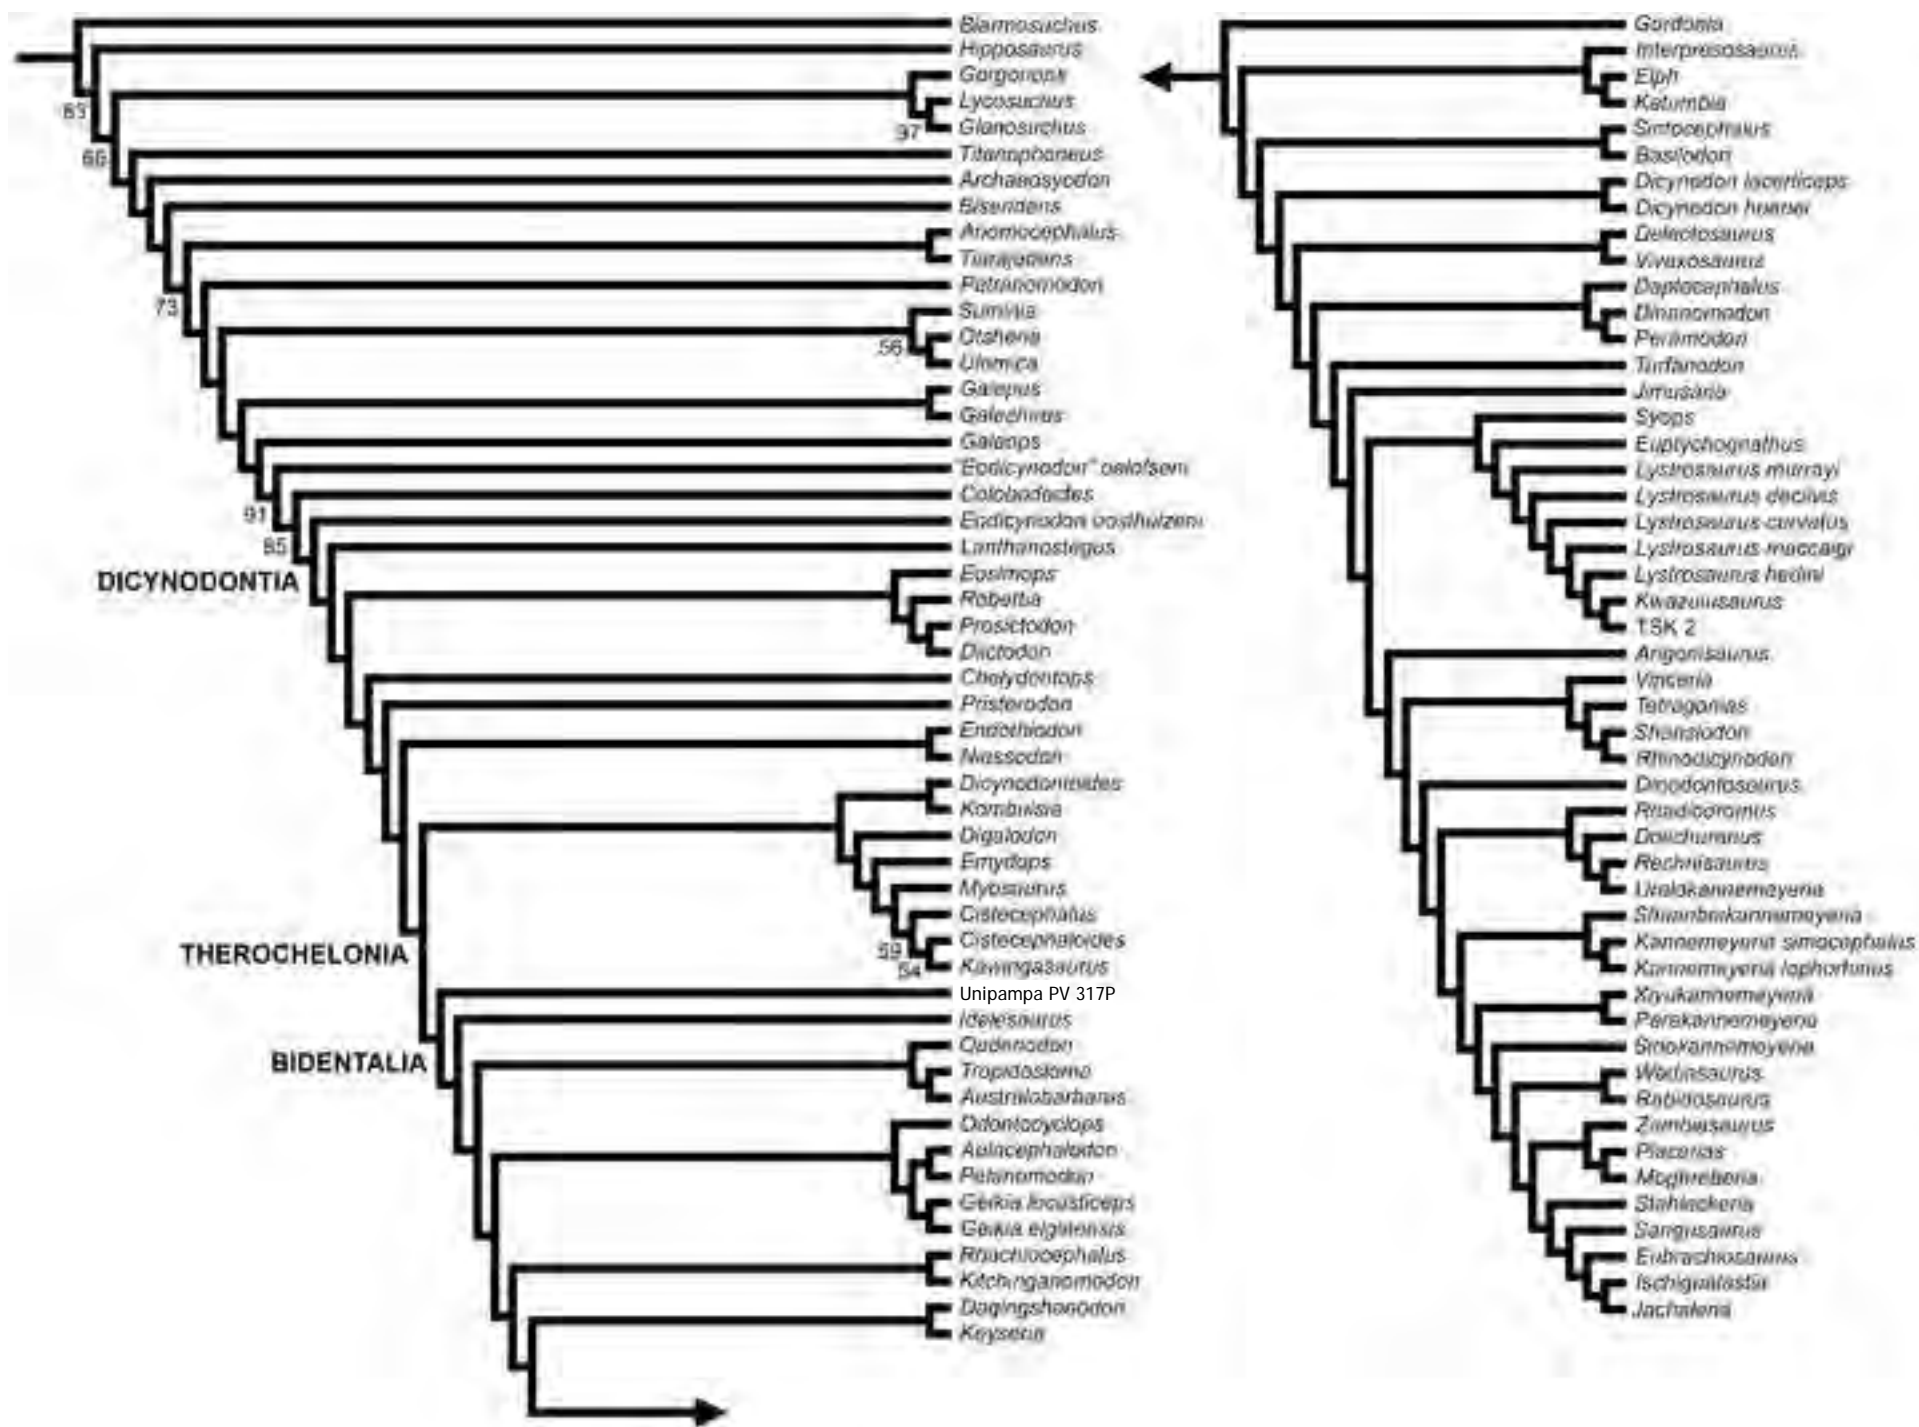 Biarmosuchus
Hipposaurus
Gorgonops
Lycosuchus
Glanosuchus
Titanophoneus
Archaeosyodon
Biseridens
Anomocephalus
Tiarajudens
Patranomodon
Suminia
Otsheria
Ulemica
Galepus
Galechirus
Galeops
"Eodicynodon" oelofseni
Colobodectes
Eodicynodon oosthuizeni
Lanthanostegus
Eosimops
Robertia
Prosictodon
Diictodon
Chelydontops
Pristerodon
Endothiodon
Niassodon
Dicynodontoides
Kombuisia
Digalodon
Emydops
Myosaurus
Cistecephalus
Cistecephaloides
Kawingasaurus
Unipampa PV 317P
Idelesaurus
Oudenodon
Tropidostoma
Australobarbarus
Odontocyclops
Aulacephalodon
Pelanomodon
Geikia locusticeps
Geikia elginensis
Rhachiocephalus
Kitchinganomodon
Daqingshanodon
Keyseria
63
66
97
73
56
91
85
59
54
DICYNODONTIA
THEROCHELONIA
BIDENTALIA
Gordonia
Interpresosaurus
Elph
Katumbia
Sintocephalus
Basilodon
Dicynodon lacerticeps
Dicynodon huenei
Delectosaurus
Vivaxosaurus
Daptocephalus
Dinanomodon
Peramodon
Turfanodon
Jimusaria
Syops
Euptychognathus
Lystrosaurus murrayi
Lystrosaurus declivis
Lystrosaurus curvatus
Lystrosaurus maccaigi
Lystrosaurus hedini
Kwazulusaurus
TSK 2
Angonisaurus
Vinceria
Tetragonias
Shansiodon
Rhinodicynodon
Dinodontosaurus
Rhadiodromus
Dolichuranus
Rechnisaurus
Uralokannemeyeria
Shaanbeikannemeyeria
Kannemeyeria simocephalus
Kannemeyeria lophorhinus
Xiyukannemeyeria
Parakannemeyeria
Sinokannemeyeria
Wadiasaurus
Rabidosaurus
Zambiasaurus
Placerias
Moghreberia
Stahleckeria
Sangusaurus
Eubrachiosaurus
Ischigualastia
Jachaleria